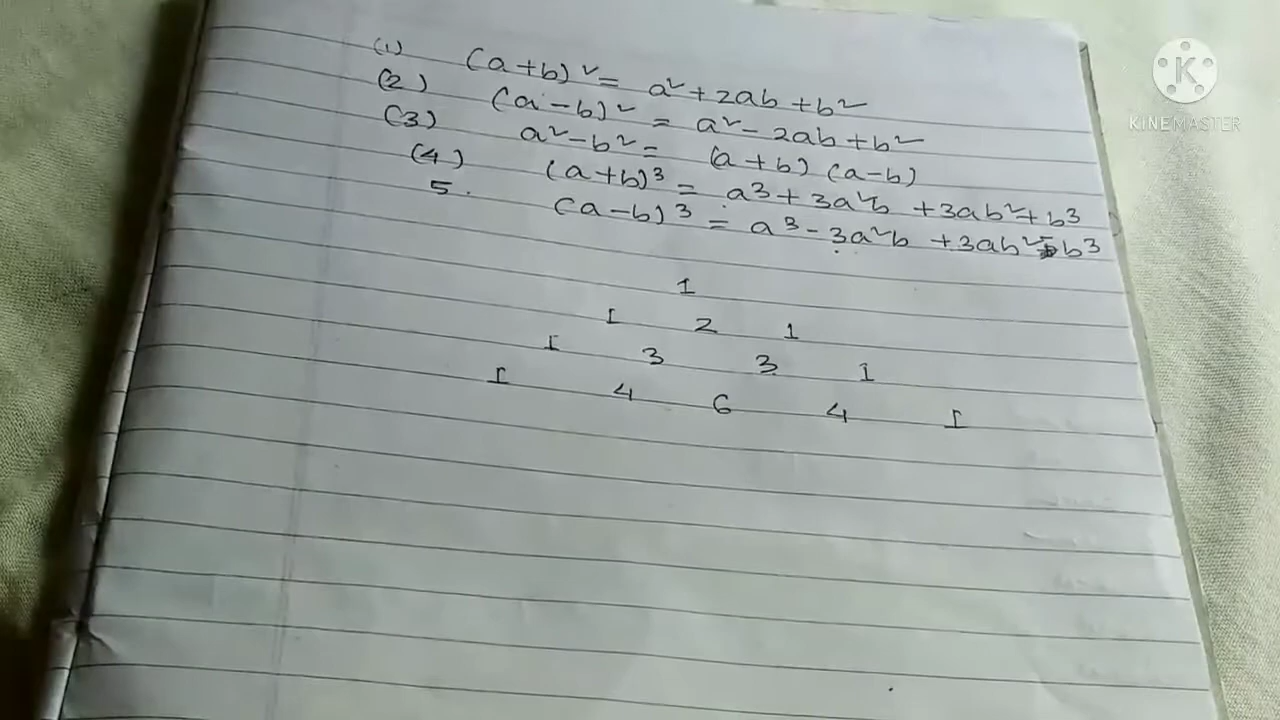 (1) (a+b)² = a²+2ab+b²
(2) (a-b)² = a²-2ab+b²
(3) a²-b² = (a+b)(a-b)
(4) (a+b)³ = a³+3a²b+3ab²+b³
5. (a-b)³ = a³-3a²b+3ab²-b³
1
1 2 1
1 3 3 1
1 4 6 4 1
K
KINEMASTER